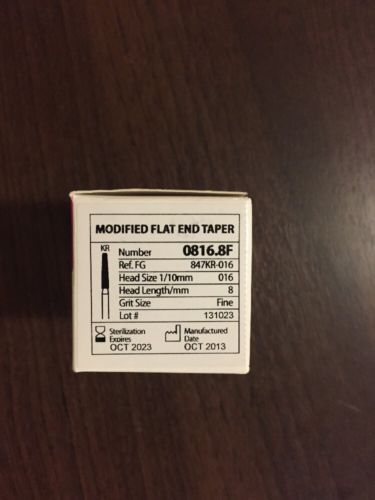 MODIFIED FLAT END TAPER
KR
Number 0816.8F
Ref. FG 847KR-016
Head Size 1/10mm 016
Head Length/mm 8
Grit Size Fine
Lot # 131023
Sterilization Expires
OCT 2023
Manufactured Date
OCT 2013